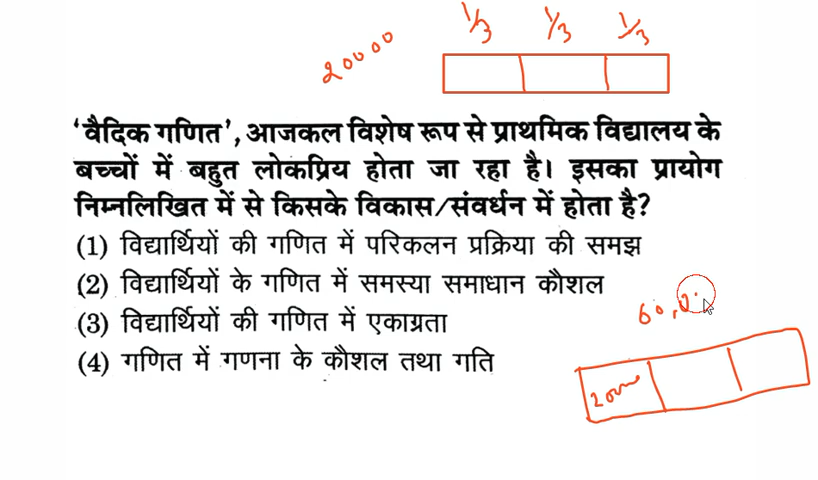 1/3 1/3 1/3
20000
'वैदिक गणित', आजकल विशेष रूप से प्राथमिक विद्यालय के
बच्चों में बहुत लोकप्रिय होता जा रहा है। इसका प्रायोग
निम्नलिखित में से किसके विकास/संवर्धन में होता है?
(1) विद्यार्थियों की गणित में परिकलन प्रक्रिया की समझ
(2) विद्यार्थियों के गणित में समस्या समाधान कौशल
(3) विद्यार्थियों की गणित में एकाग्रता
(4) गणित में गणना के कौशल तथा गति